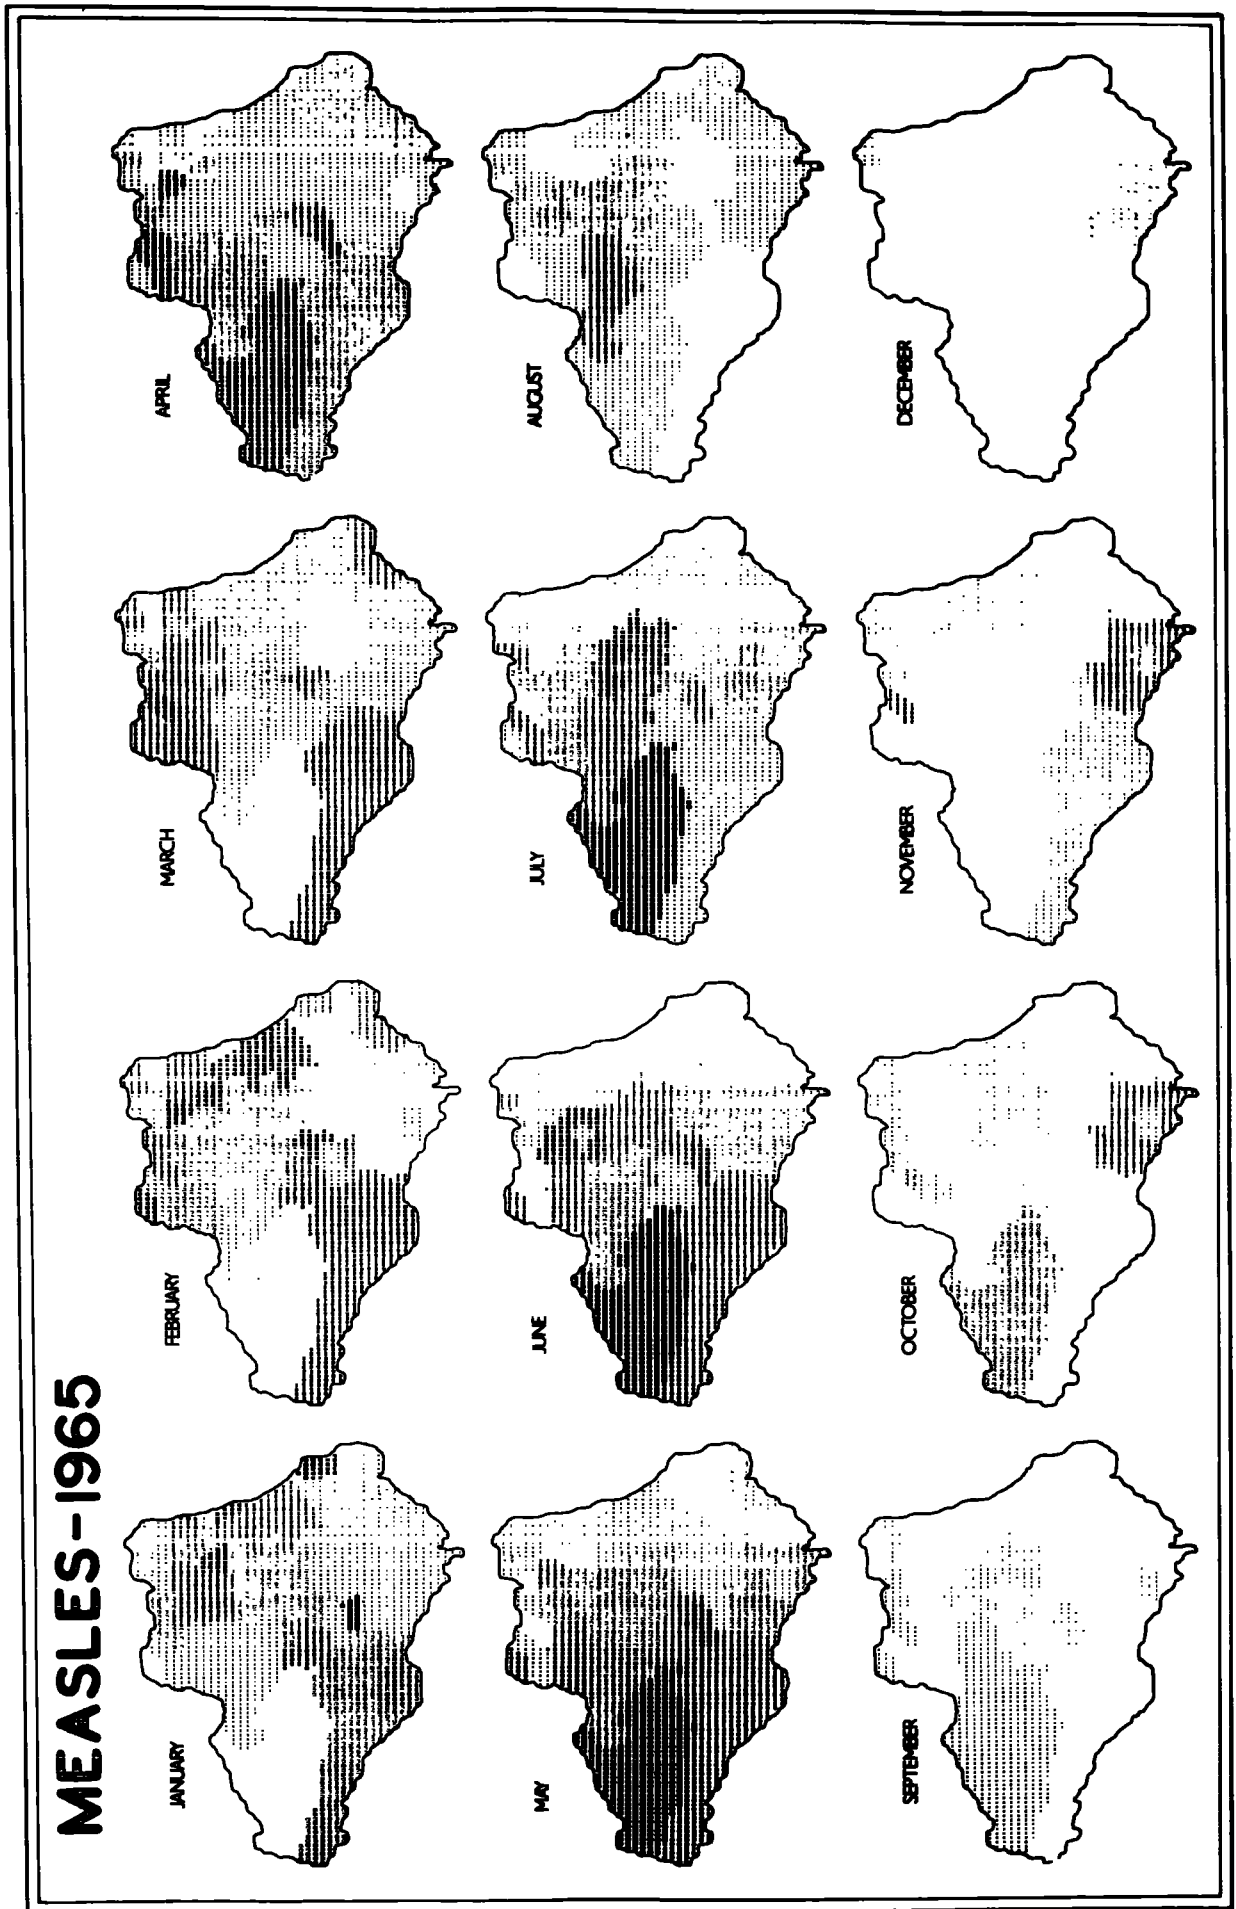 MEASLES-1965
JANUARY
FEBRUARY
MARCH
APRIL
MAY
JUNE
JULY
AUGUST
SEPTEMBER
OCTOBER
NOVEMBER
DECEMBER